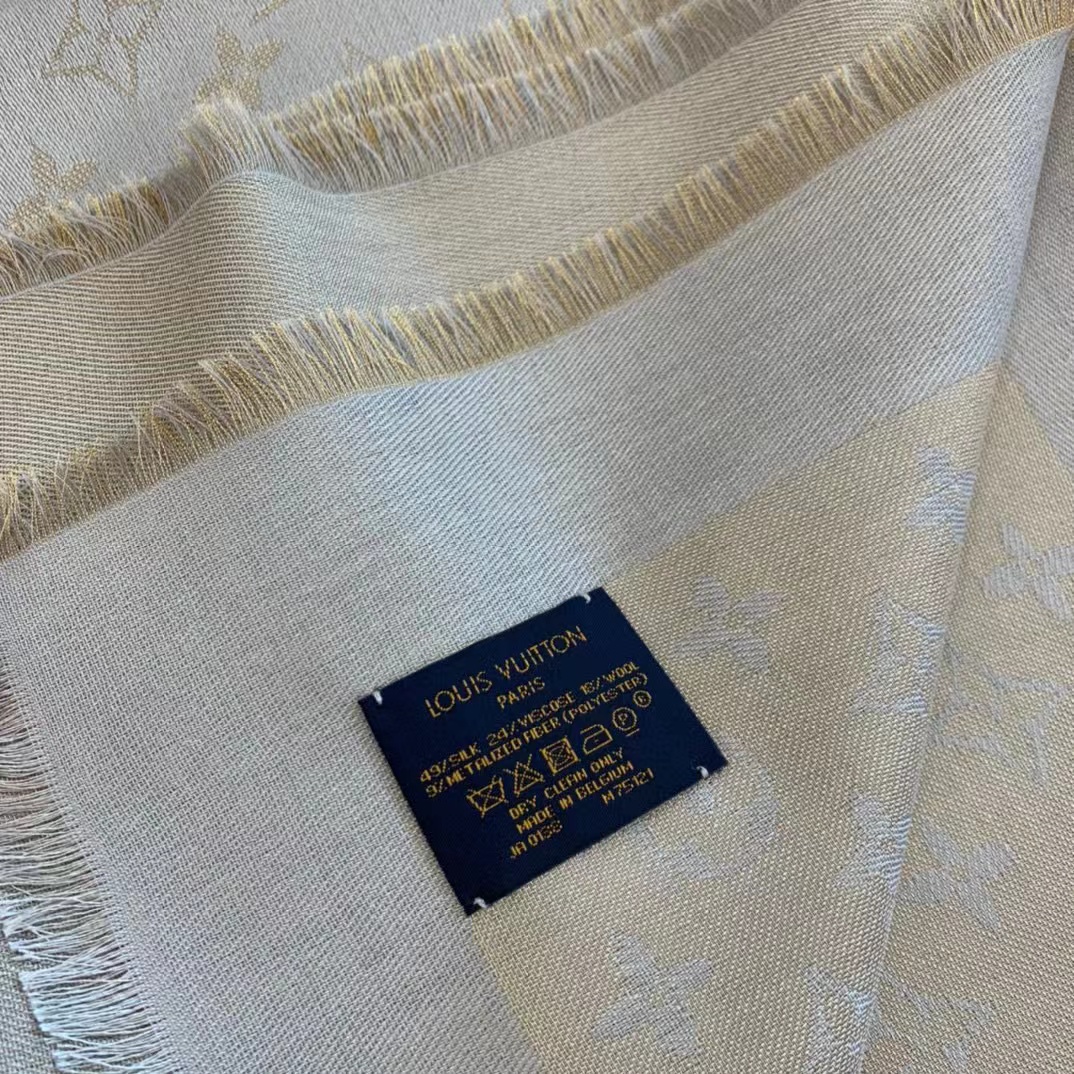 LOUIS VUITTON
PARIS
49% SILK 24% VISCOSE 18% WOOL
9% METALIZED FIBER (POLYESTER)
P
DRY CLEAN ONLY
MADE IN BELGIUM
M75121
JA 0138